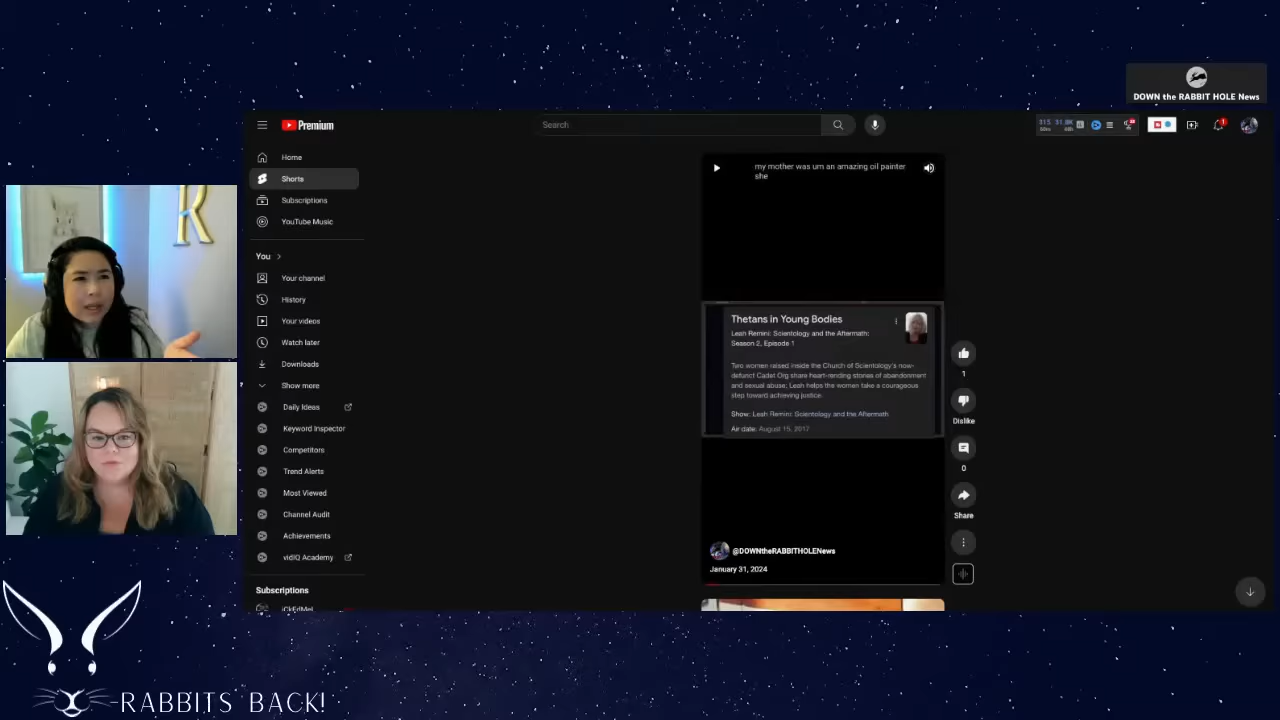 DOWN the RABBIT HOLE News
Premium
Search
Home
Shorts
Subscriptions
YouTube Music
You
Your channel
History
Your videos
Watch later
Downloads
Show more
Daily Ideas
Keyword Inspector
Competitors
Trend Alerts
Most Viewed
Channel Audit
Achievements
vidIQ Academy
Subscriptions
my mother was um an amazing oil painter
she
Thetans in Young Bodies
Leah Remini: Scientology and the Aftermath:
Season 2, Episode 1
Two women raised inside the Church of Scientology's now-
defunct Cadet Org share heart-rending stories of abandonment
and sexual abuse; Leah helps the women take a courageous
step toward achieving justice.
Show: Leah Remini: Scientology and the Aftermath
Air date: August 15, 2017
@DOWNtheRABBITHOLENews
January 31, 2024
1
Dislike
0
Share
R
RABBITS BACK!